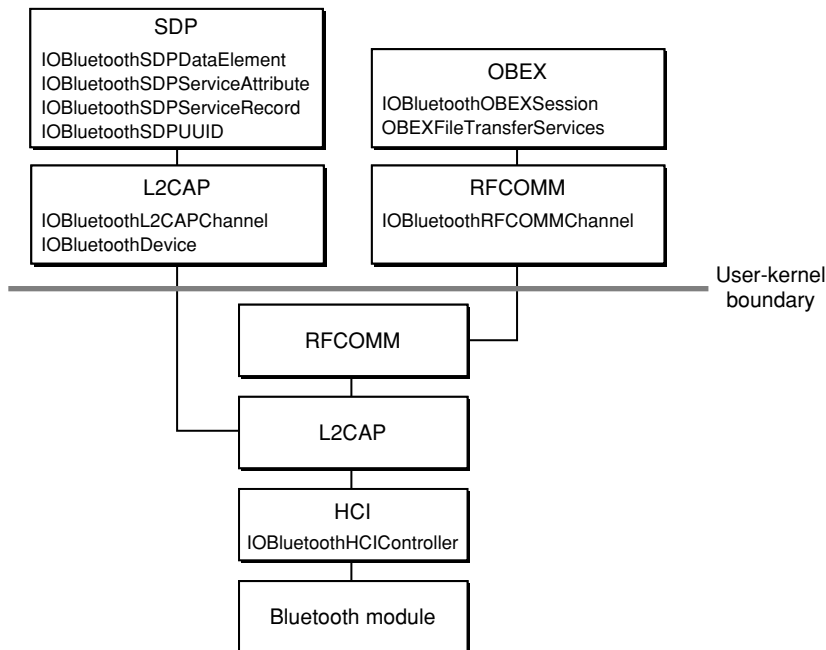 SDP
IOBluetoothSDPDataElement
IOBluetoothSDPServiceAttribute
IOBluetoothSDPServiceRecord
IOBluetoothSDPUUID
OBEX
IOBluetoothOBEXSession
OBEXFileTransferServices
L2CAP
IOBluetoothL2CAPChannel
IOBluetoothDevice
RFCOMM
IOBluetoothRFCOMMChannel
User-kernel
boundary
RFCOMM
L2CAP
HCI
IOBluetoothHCIController
Bluetooth module